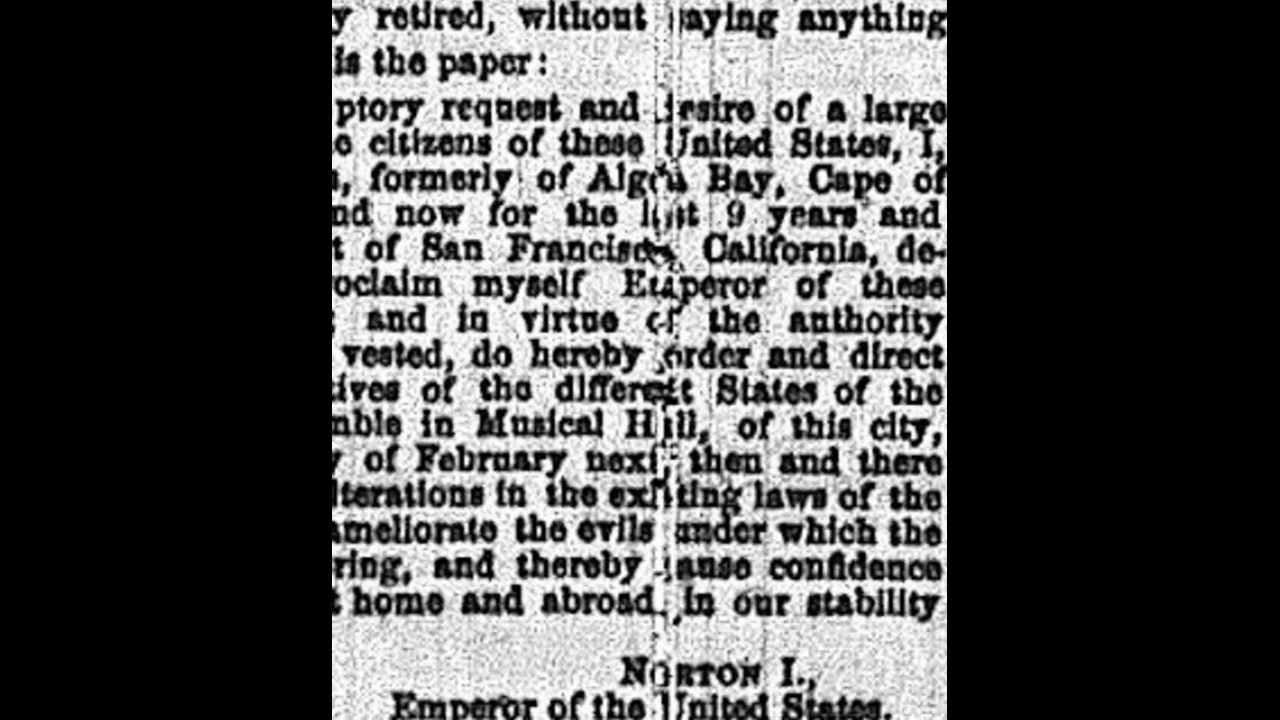 y retired, without saying anything
is the paper:
ptory request and desire of a large
e citizens of these United States, I,
, formerly of Algoa Bay, Cape of
nd now for the last 9 years and
t of San Francisco, California, de-
oclaim myself Emperor of these
and in virtue of the authority
vested, do hereby order and direct
tives of the different States of the
mble in Musical Hall, of this city,
y of February next, then and there
lterations in the existing laws of the
ameliorate the evils under which the
ring, and thereby cause confidence
t home and abroad, in our stability
NORTON I.,
Emperor of the United States.